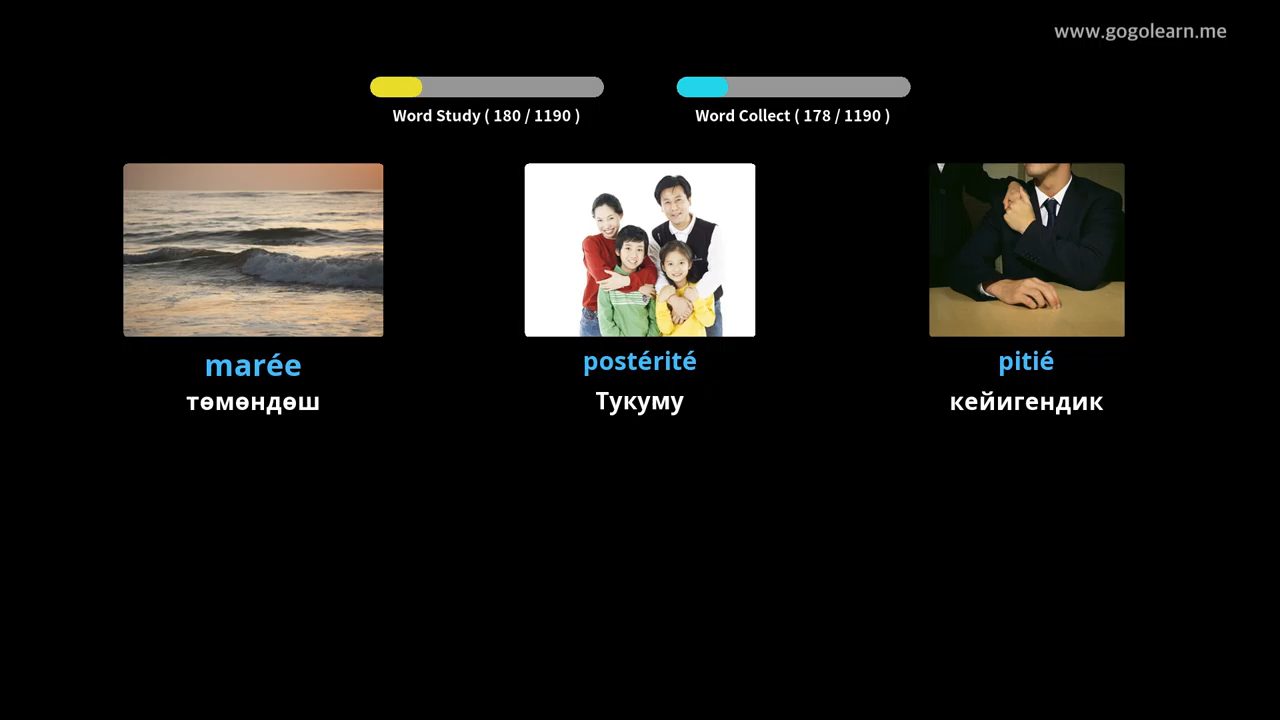 www.gogolearn.me
Word Study ( 180 / 1190 )
Word Collect ( 178 / 1190 )
marée
төмөндөш
postérité
Тукуму
pitié
кейигендик